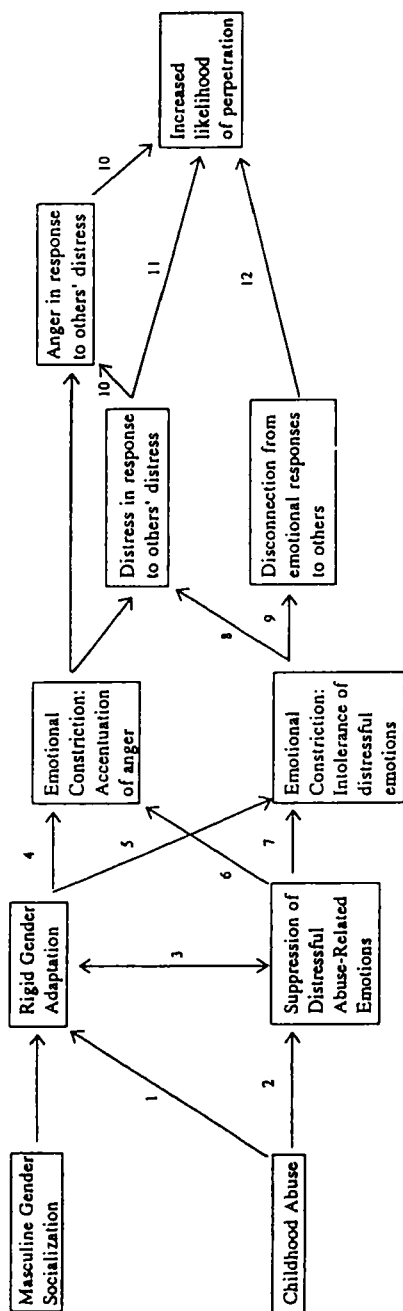 Masculine Gender
Socialization
Childhood Abuse
1
2
Rigid Gender
Adaptation
3
Suppression of
Distressful
Abuse-Related
Emotions
4
5
6
7
Emotional
Constriction:
Accentuation
of anger
Emotional
Constriction:
Intolerance of
distressful
emotions
8
9
Distress in response
to others' distress
Disconnection from
emotional responses
to others
10
Anger in response
to others' distress
10
11
12
Increased
likelihood
of perpetration